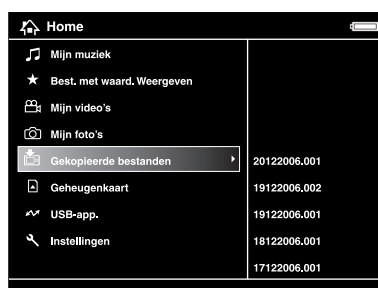 Home
Mijn muziek
Best. met waard. Weergeven
Mijn video's
Mijn foto's
Gekopieerde bestanden
20122006.001
Geheugenkaart
19122006.002
USB-app.
19122006.001
Instellingen
18122006.001
17122006.001